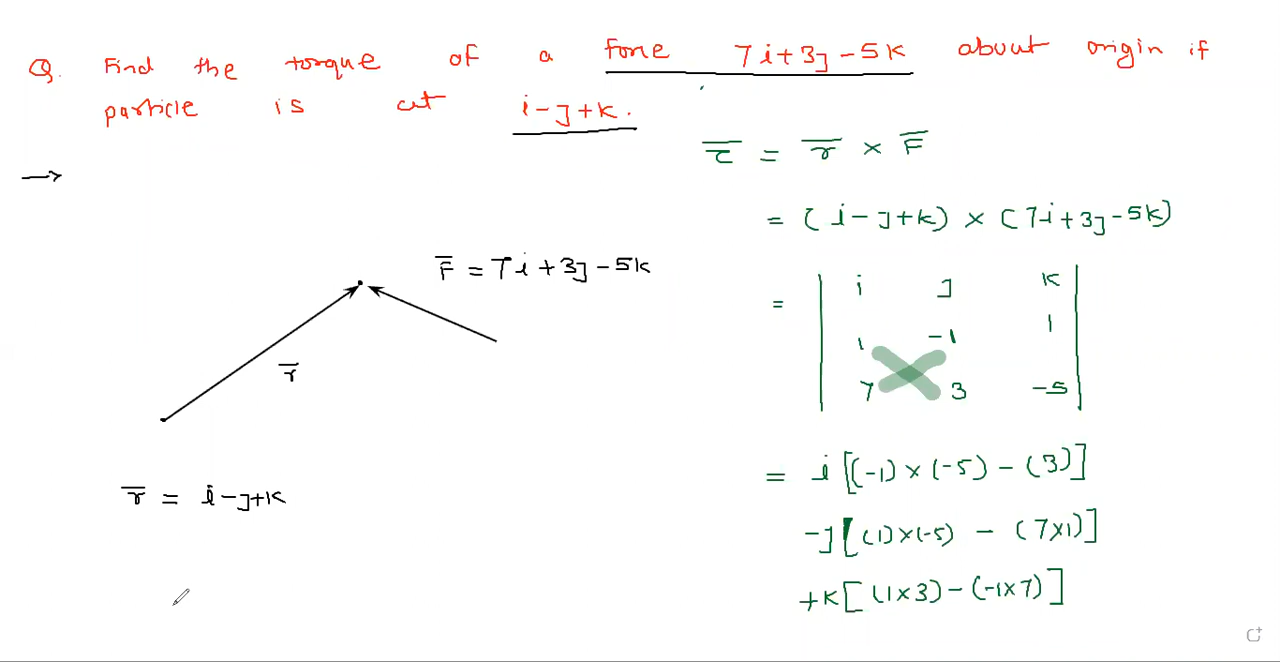 Q. Find the torque of a force 7i+3j-5k about origin if
particle is at i-j+k.
→
τ̅ = r̅ × F̅
= (i-j+k) × (7i+3j-5k)
F̅ = 7i+3j-5k
= | i j k |
| 1 -1 1 |
| 7 3 -5 |
r̅
= i[(-1)×(-5) - (3)]
r̅ = i-j+k
-j[(1)×(-5) - (7×1)]
+k[(1×3)-(-1×7)]